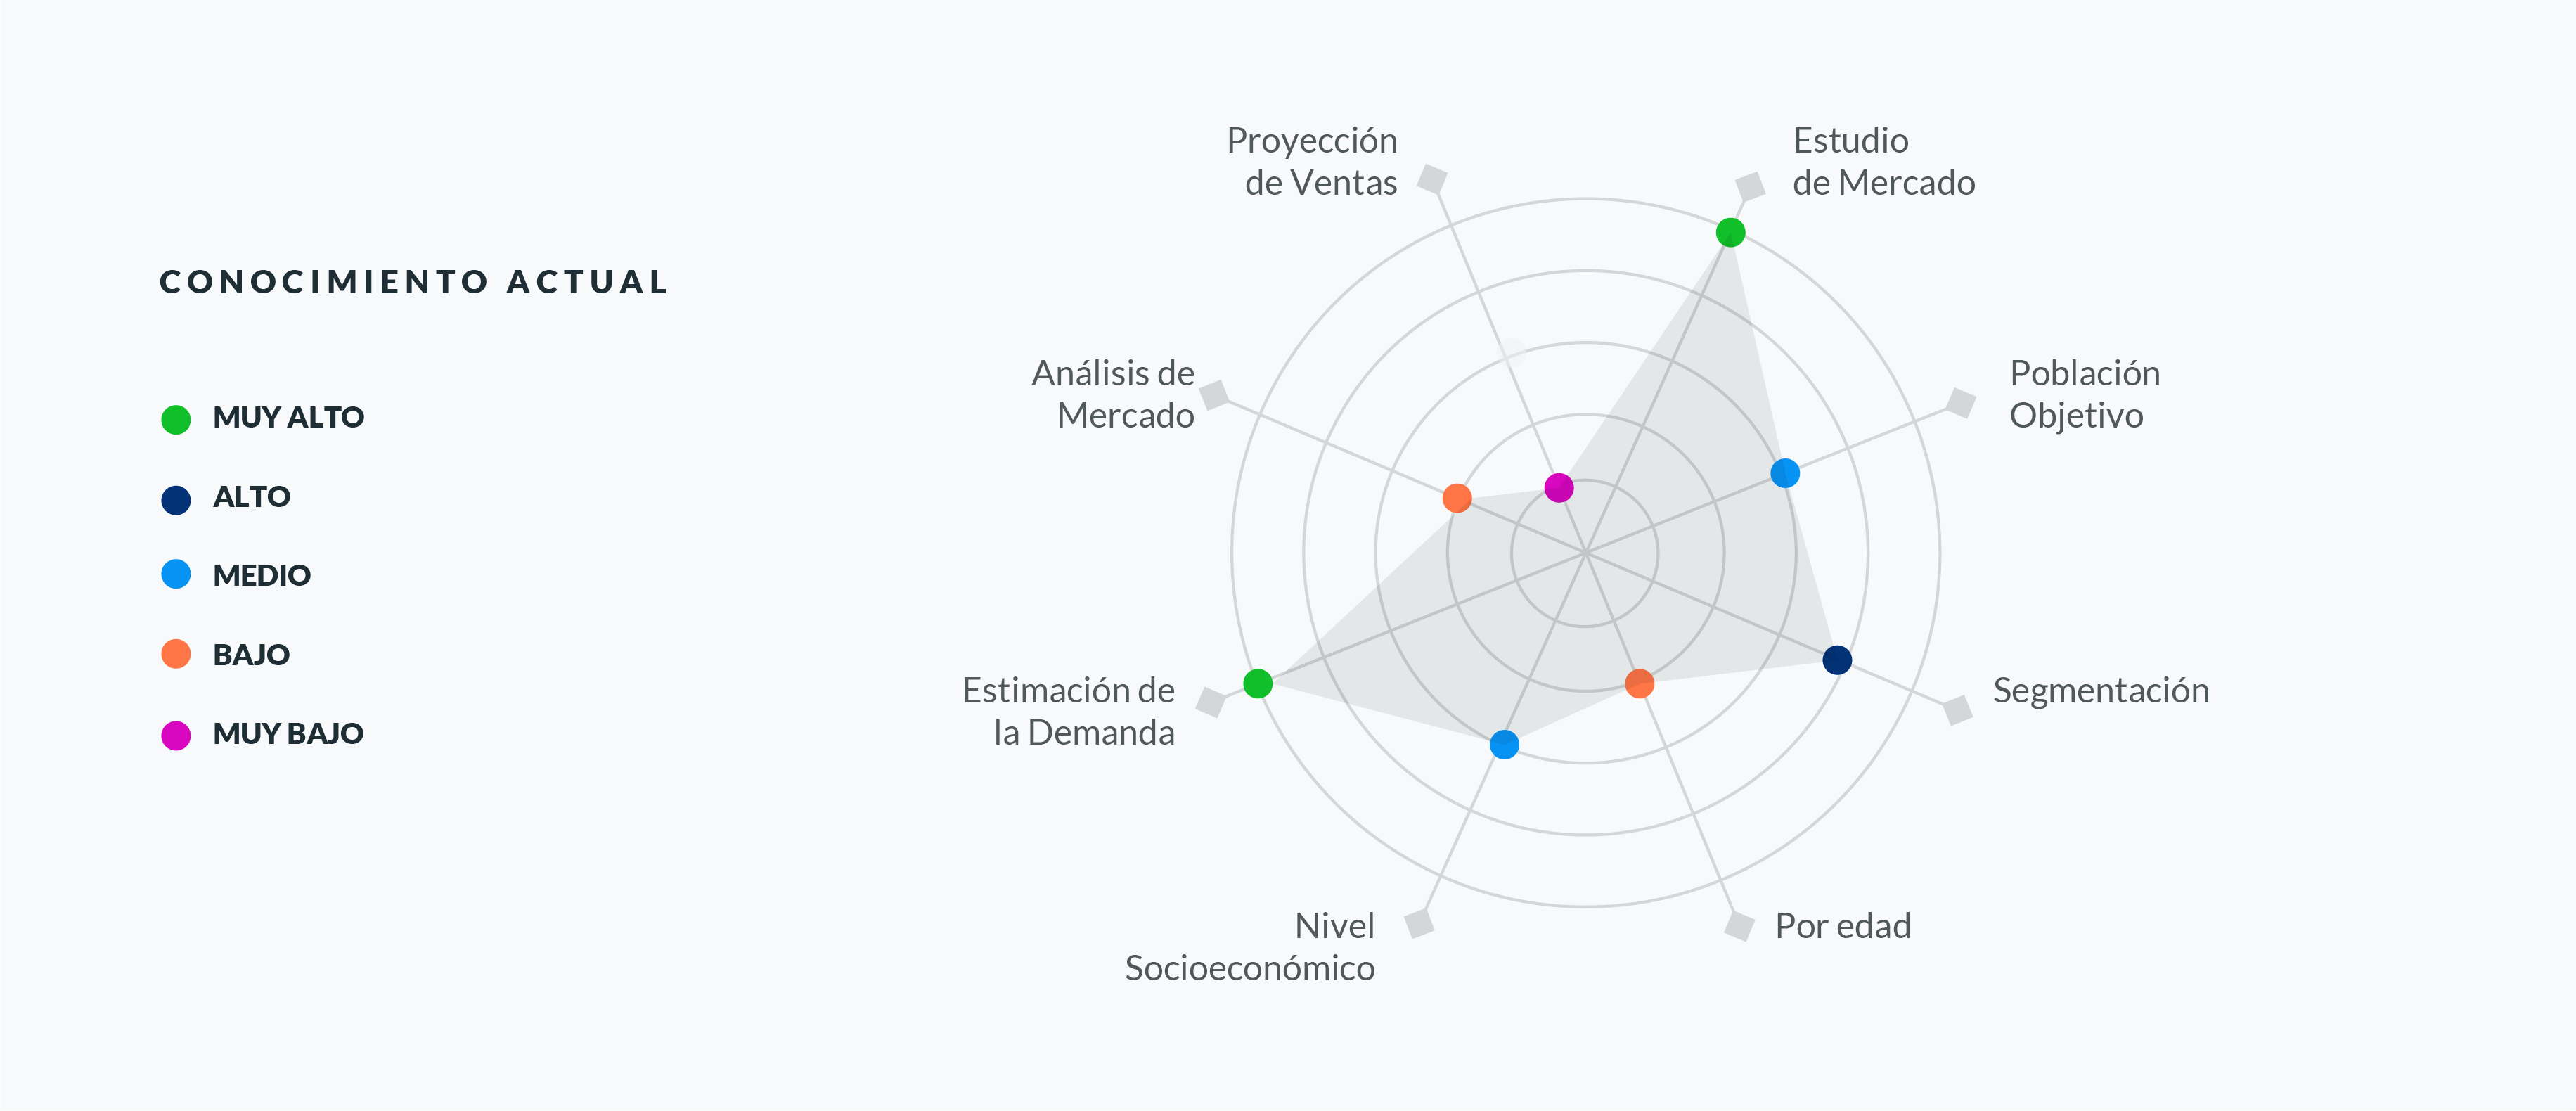 CONOCIMIENTO ACTUAL
MUY ALTO
ALTO
MEDIO
BAJO
MUY BAJO
Proyección
de Ventas
Estudio
de Mercado
Análisis de
Mercado
Población
Objetivo
Estimación de
la Demanda
Segmentación
Nivel
Socioeconómico
Por edad